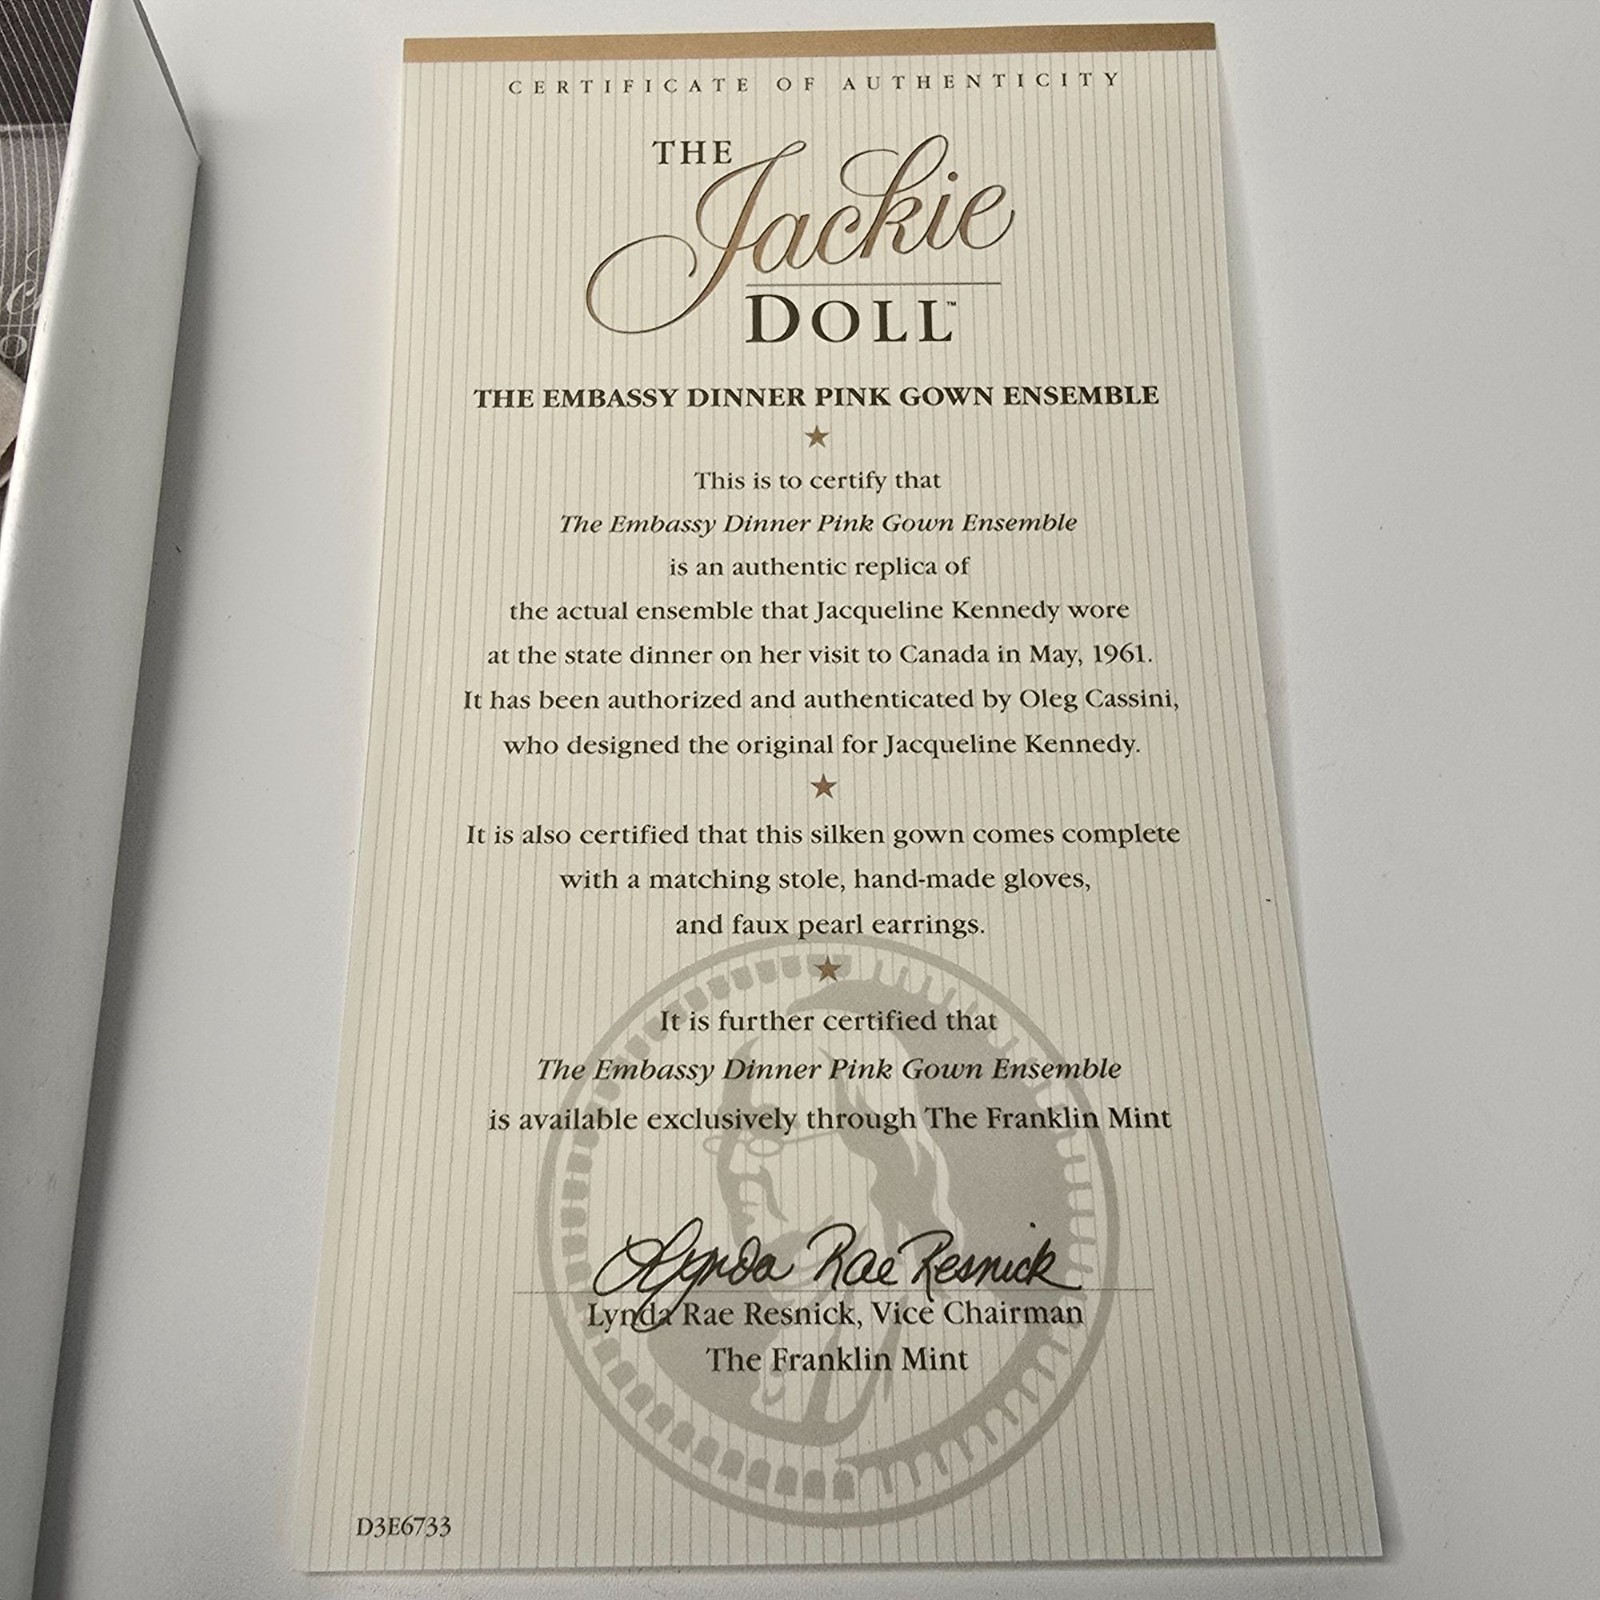 CERTIFICATE OF AUTHENTICITY
THE
Jackie
DOLL™
THE EMBASSY DINNER PINK GOWN ENSEMBLE
This is to certify that
The Embassy Dinner Pink Gown Ensemble
is an authentic replica of
the actual ensemble that Jacqueline Kennedy wore
at the state dinner on her visit to Canada in May, 1961.
It has been authorized and authenticated by Oleg Cassini,
who designed the original for Jacqueline Kennedy.
It is also certified that this silken gown comes complete
with a matching stole, hand-made gloves,
and faux pearl earrings.
It is further certified that
The Embassy Dinner Pink Gown Ensemble
is available exclusively through The Franklin Mint
Lynda Rae Resnick
Lynda Rae Resnick, Vice Chairman
The Franklin Mint
D3E6733